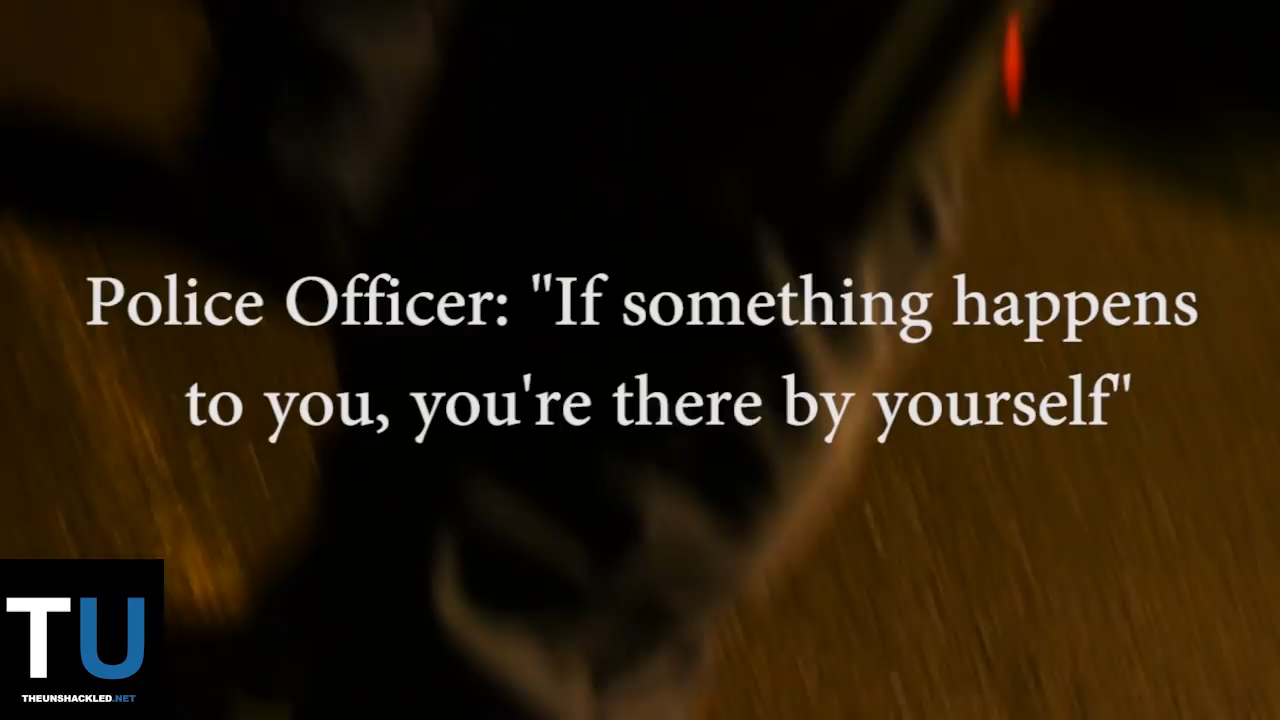 Police Officer: "If something happens
to you, you're there by yourself"
TU
THEUNSHACKLED.NET